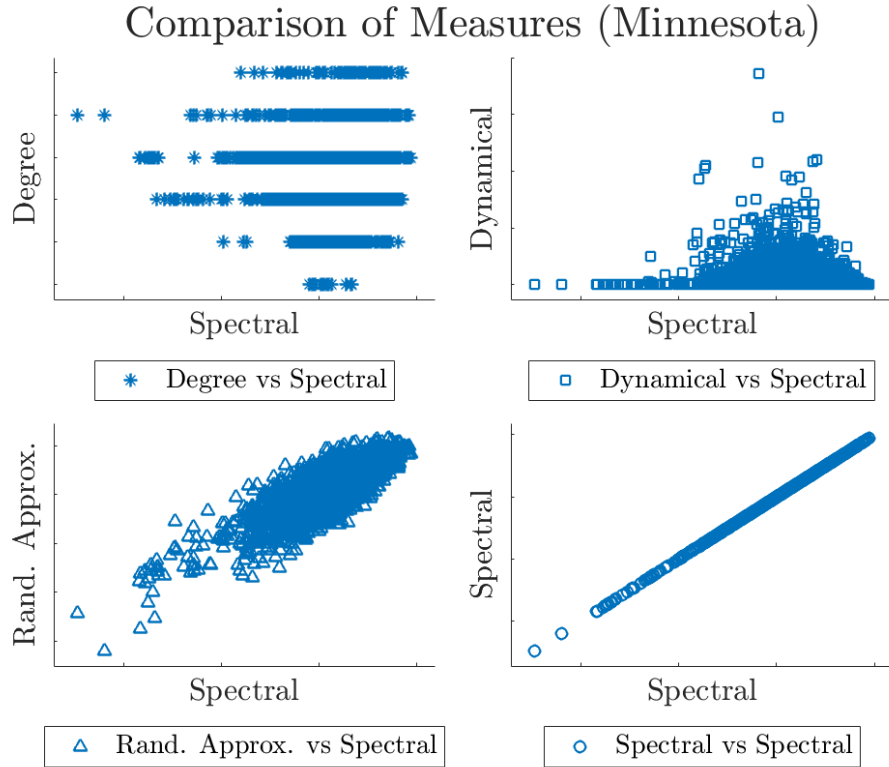 Comparison of Measures (Minnesota)
Degree
Spectral
Degree vs Spectral
Dynamical
Spectral
Dynamical vs Spectral
Rand. Approx.
Spectral
Rand. Approx. vs Spectral
Spectral
Spectral
Spectral vs Spectral